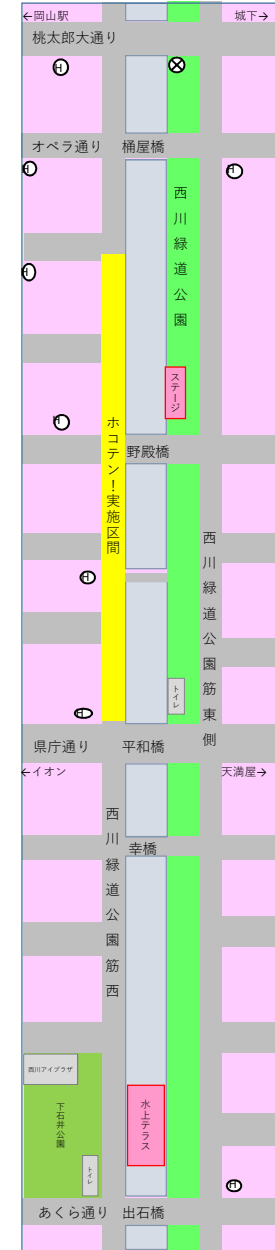 ←岡山駅 城下→
桃太郎大通り
H
オペラ通り 桶屋橋
H
H
西川緑道公園
H
ステージ
H
ホコテン！実施区間
野殿橋
西川緑道公園筋東側
H
トイレ
H
県庁通り 平和橋
←イオン 天満屋→
西川緑道公園筋西
幸橋
西川アイプラザ
下石井公園
水上テラス
トイレ
H
あくら通り 出石橋